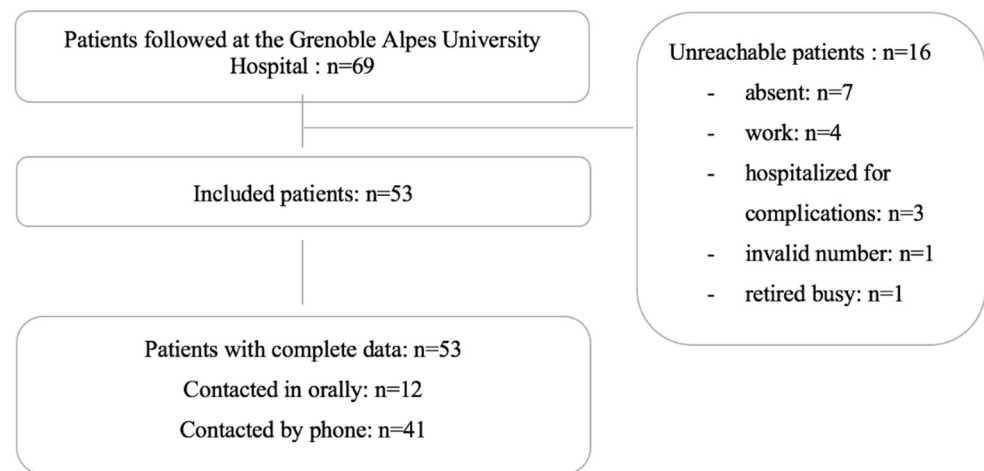 Patients followed at the Grenoble Alpes University
Hospital : n=69
Unreachable patients : n=16
- absent: n=7
- work: n=4
- hospitalized for
complications: n=3
- invalid number: n=1
- retired busy: n=1
Included patients: n=53
Patients with complete data: n=53
Contacted in orally: n=12
Contacted by phone: n=41